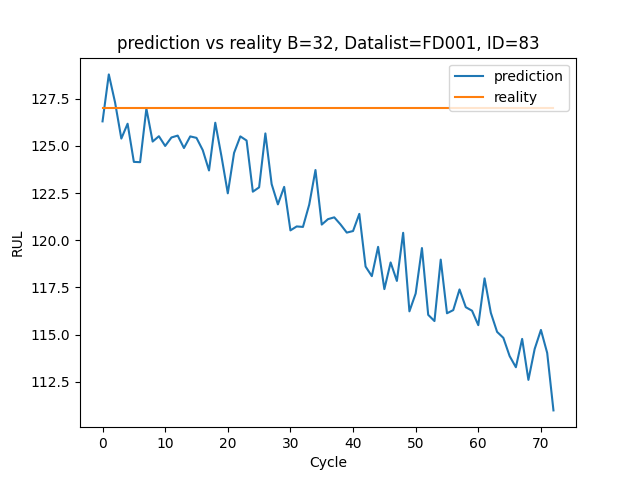 prediction vs reality B=32, Datalist=FD001, ID=83
prediction
reality
127.5
125.0
122.5
120.0
117.5
115.0
112.5
RUL
0 10 20 30 40 50 60 70
Cycle